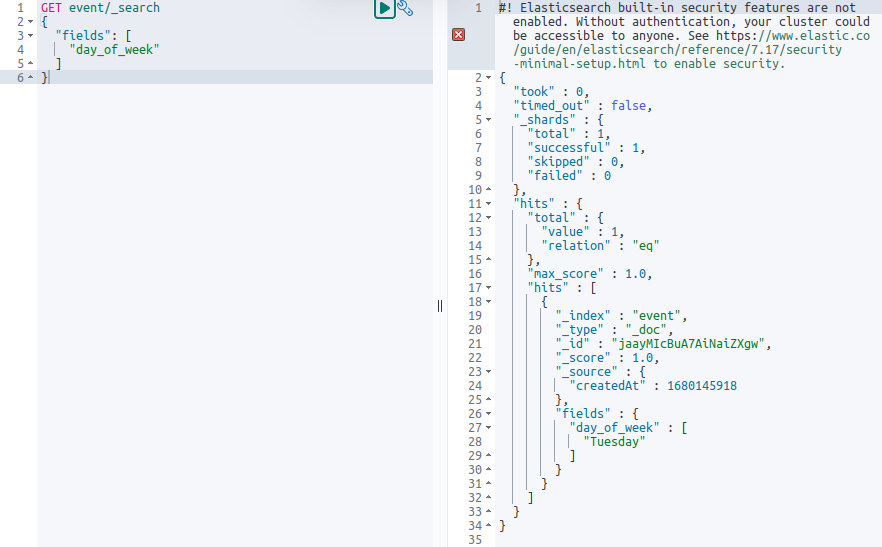 1 GET event/_search
2 {
3 "fields": [
4 "day_of_week"
5 ]
6 }
1 #! Elasticsearch built-in security features are not
enabled. Without authentication, your cluster could
be accessible to anyone. See https://www.elastic.co
/guide/en/elasticsearch/reference/7.17/security
-minimal-setup.html to enable security.
2 {
3 "took" : 0,
4 "timed_out" : false,
5 "_shards" : {
6 "total" : 1,
7 "successful" : 1,
8 "skipped" : 0,
9 "failed" : 0
10 },
11 "hits" : {
12 "total" : {
13 "value" : 1,
14 "relation" : "eq"
15 },
16 "max_score" : 1.0,
17 "hits" : [
18 {
19 "_index" : "event",
20 "_type" : "_doc",
21 "_id" : "jaayMIcBuA7AiNaiZXgw",
22 "_score" : 1.0,
23 "_source" : {
24 "createdAt" : 1680145918
25 },
26 "fields" : {
27 "day_of_week" : [
28 "Tuesday"
29 ]
30 }
31 }
32 ]
33 }
34 }
35